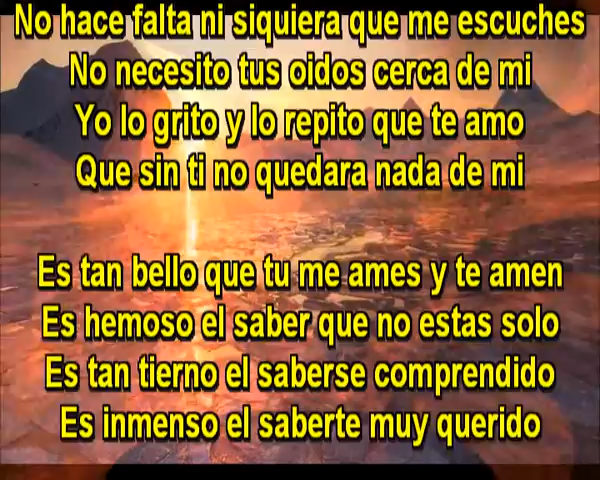 No hace falta ni siquiera que me escuches
No necesito tus oidos cerca de mi
Yo lo grito y lo repito que te amo
Que sin ti no quedara nada de mi
Es tan bello que tu me ames y te amen
Es hemoso el saber que no estas solo
Es tan tierno el saberse comprendido
Es inmenso el saberte muy querido